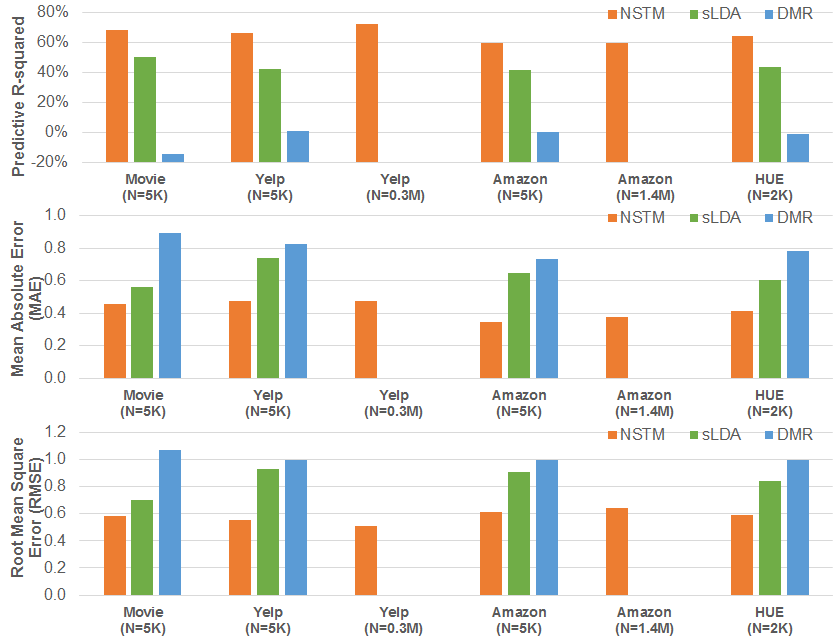 Predictive R-squared
80%
60%
40%
20%
0%
-20%
NSTM sLDA DMR
Movie Yelp Yelp Amazon Amazon HUE
(N=5K) (N=5K) (N=0.3M) (N=5K) (N=1.4M) (N=2K)
Mean Absolute Error
(MAE)
1.0
0.8
0.6
0.4
0.2
0.0
NSTM sLDA DMR
Movie Yelp Yelp Amazon Amazon HUE
(N=5K) (N=5K) (N=0.3M) (N=5K) (N=1.4M) (N=2K)
Root Mean Square
Error (RMSE)
1.2
1.0
0.8
0.6
0.4
0.2
0.0
NSTM sLDA DMR
Movie Yelp Yelp Amazon Amazon HUE
(N=5K) (N=5K) (N=0.3M) (N=5K) (N=1.4M) (N=2K)